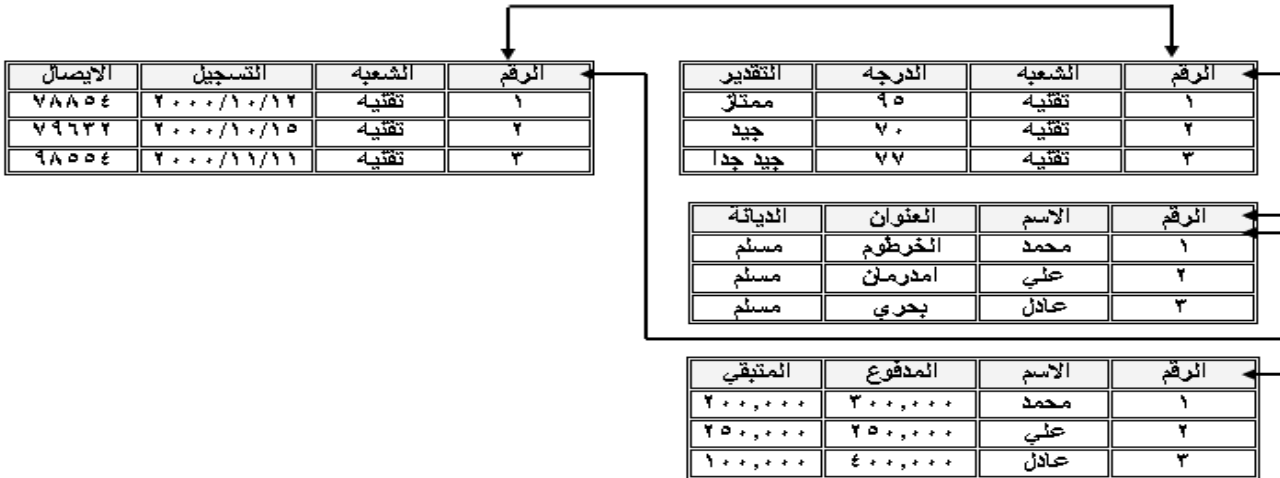 الرقم الشعبه الدرجه التقدير
١ تقنيه ٩٥ ممتاز
٢ تقنيه ٧٠ جيد
٣ تقنيه ٧٧ جيد جدا
الرقم الشعبه التسجيل الايصال
١ تقنيه ٢٠٠٠/١٠/١٢ ٧٨٨٥٤
٢ تقنيه ٢٠٠٠/١٠/١٥ ٧٩٦٣٢
٣ تقنيه ٢٠٠٠/١١/١١ ٩٨٥٥٤
الرقم الاسم العنوان الديانة
١ محمد الخرطوم مسلم
٢ علي امدرمان مسلم
٣ عادل بحري مسلم
الرقم الاسم المدفوع المتبقي
١ محمد ٣٠٠,٠٠٠ ٢٠٠,٠٠٠
٢ علي ٢٥٠,٠٠٠ ٢٥٠,٠٠٠
٣ عادل ٤٠٠,٠٠٠ ١٠٠,٠٠٠